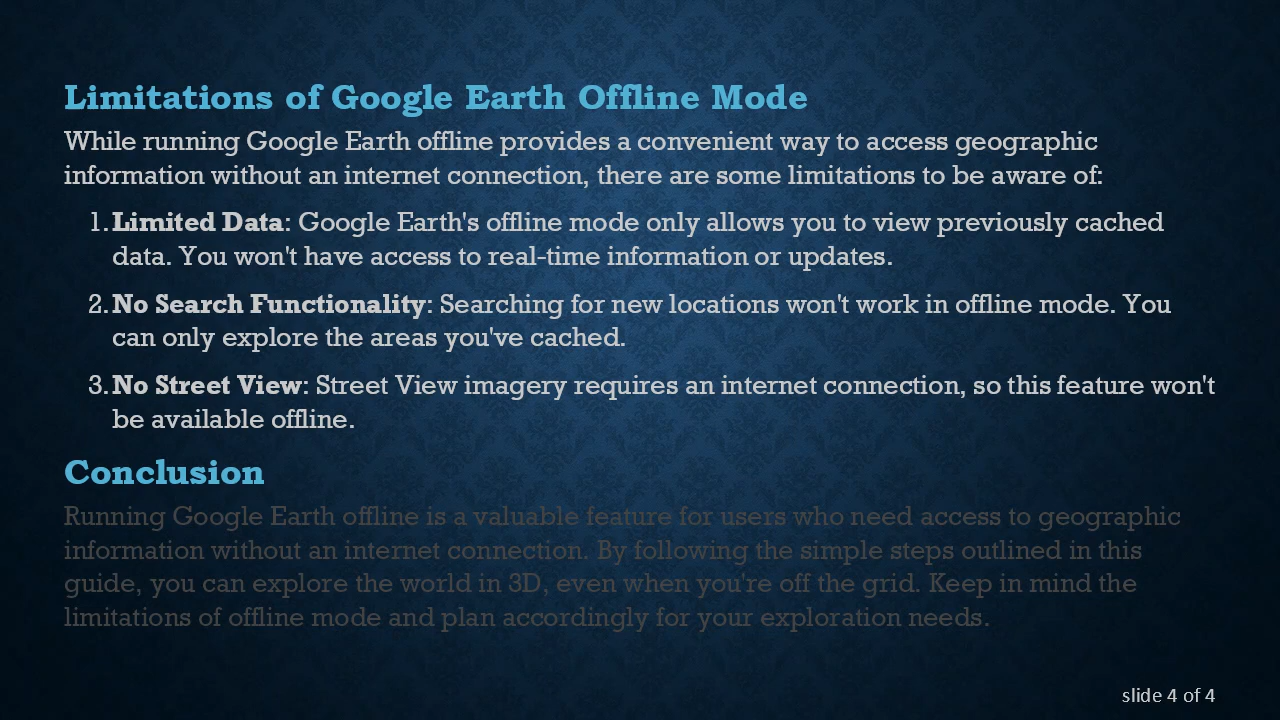 Limitations of Google Earth Offline Mode
While running Google Earth offline provides a convenient way to access geographic
information without an internet connection, there are some limitations to be aware of:
1. Limited Data: Google Earth's offline mode only allows you to view previously cached
data. You won't have access to real-time information or updates.
2. No Search Functionality: Searching for new locations won't work in offline mode. You
can only explore the areas you've cached.
3. No Street View: Street View imagery requires an internet connection, so this feature won't
be available offline.
Conclusion
Running Google Earth offline is a valuable feature for users who need access to geographic
information without an internet connection. By following the simple steps outlined in this
guide, you can explore the world in 3D, even when you're off the grid. Keep in mind the
limitations of offline mode and plan accordingly for your exploration needs.
slide 4 of 4